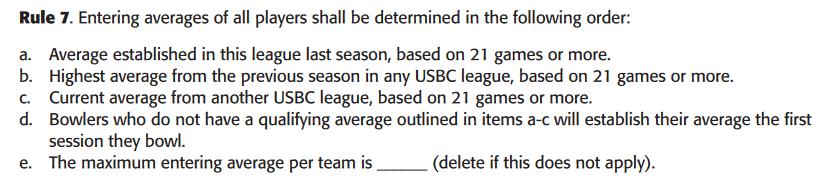 Rule 7. Entering averages of all players shall be determined in the following order:
a. Average established in this league last season, based on 21 games or more.
b. Highest average from the previous season in any USBC league, based on 21 games or more.
c. Current average from another USBC league, based on 21 games or more.
d. Bowlers who do not have a qualifying average outlined in items a-c will establish their average the first
session they bowl.
e. The maximum entering average per team is ______ (delete if this does not apply).